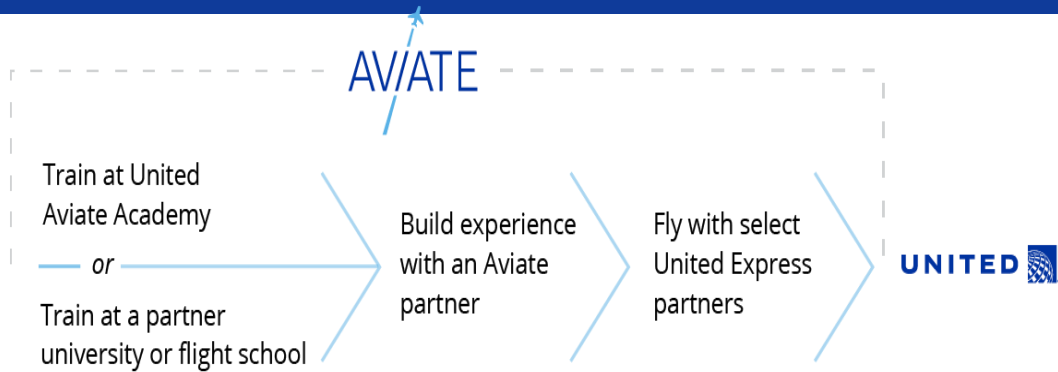 AVIATE
Train at United
Aviate Academy
or
Train at a partner
university or flight school
Build experience
with an Aviate
partner
Fly with select
United Express
partners
UNITED